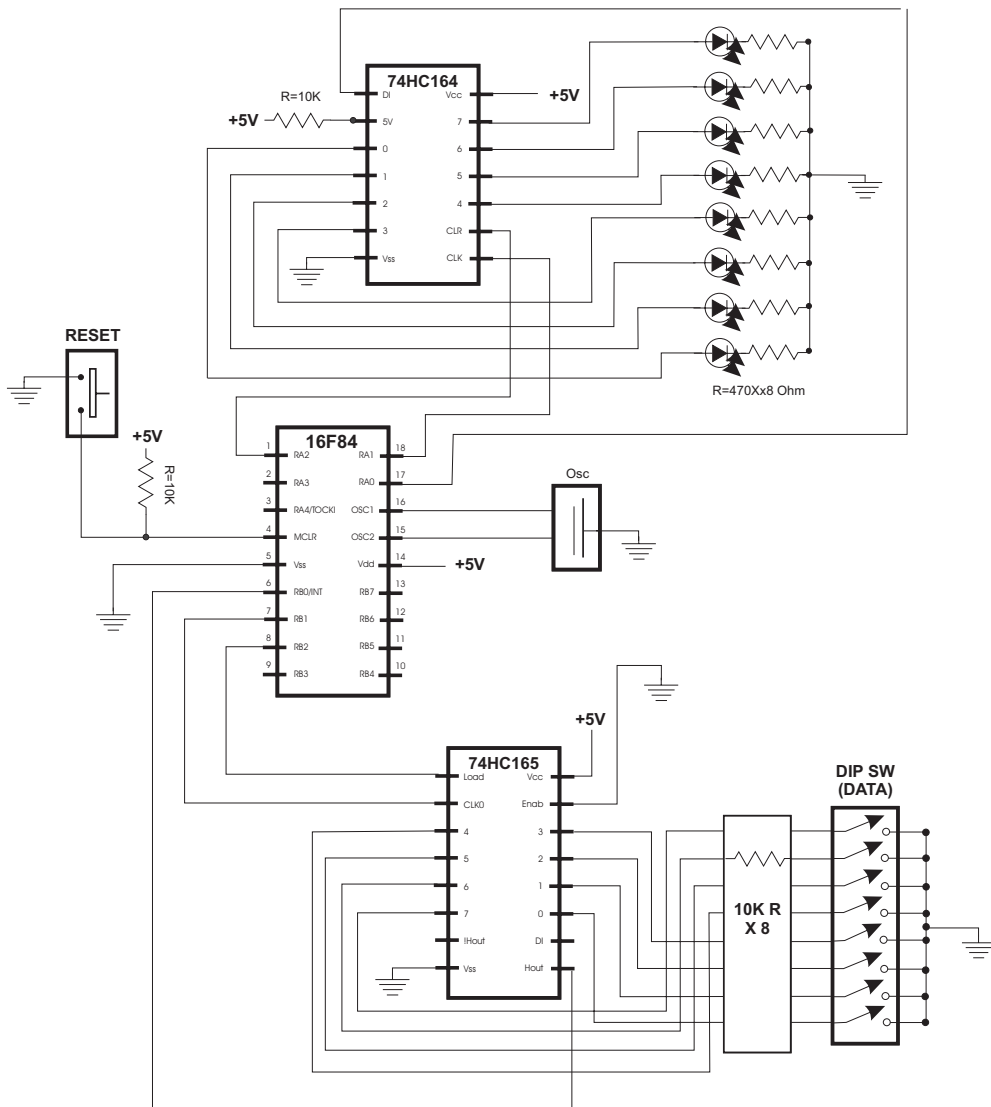 74HC164
DI
Vcc
+5V
R=10K
+5V
5V
7
0
6
1
5
2
4
3
CLR
Vss
CLK
R=470Xx8 Ohm
RESET
+5V
R=10K
16F84
1
RA2
RA1
18
2
RA3
RA0
17
3
RA4/TOCKI
OSC1
16
4
MCLR
OSC2
15
5
Vss
Vdd
14
+5V
6
RB0/INT
RB7
13
7
RB1
RB6
12
8
RB2
RB5
11
9
RB3
RB4
10
Osc
+5V
74HC165
Load
Vcc
CLK0
Enab
4
3
5
2
6
1
7
0
!Hout
DI
Vss
Hout
10K R
X 8
DIP SW
(DATA)